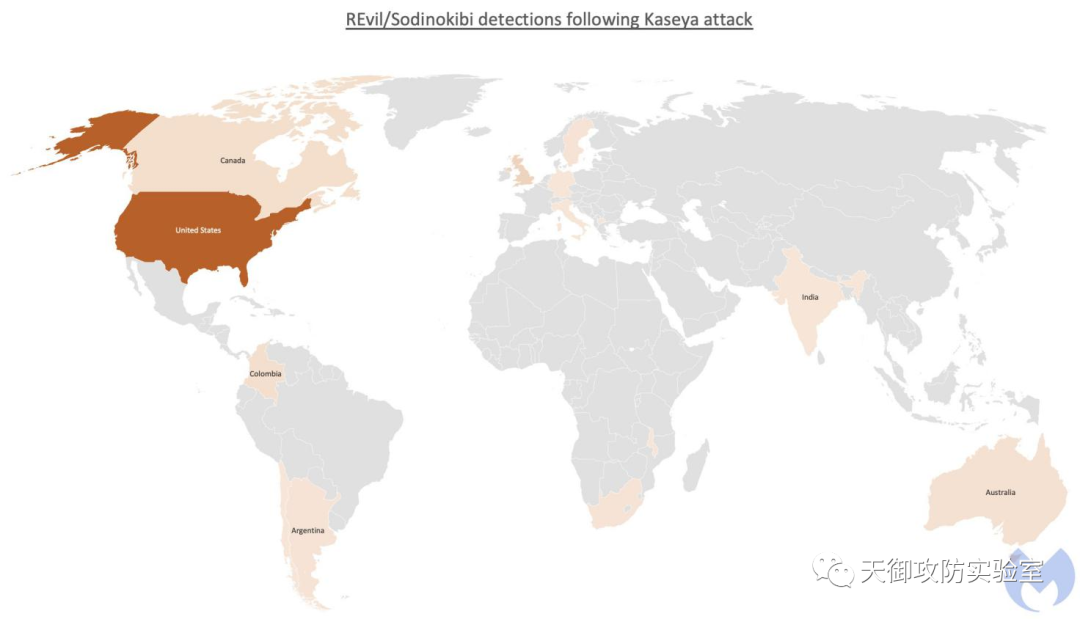 REvil/Sodinokibi detections following Kaseya attack
Canada
United States
India
Colombia
Australia
Argentina
天御攻防实验室